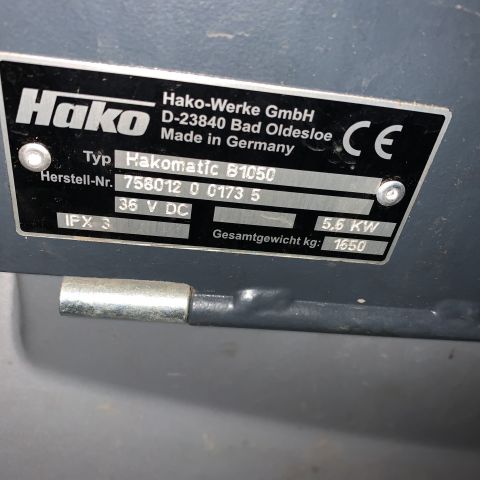 Hako
Hako-Werke GmbH
D-23840 Bad Oldesloe
Made in Germany
CE
Typ Hakomatic B1050
Herstell-Nr. 758012 0 0173 5
36 V DC 5.6 KW
IPX 3 Gesamtgewicht kg: 1650